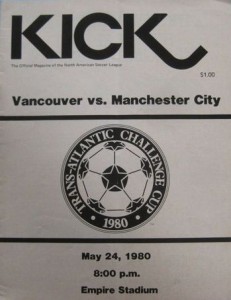 KICK
The Official Magazine of the North American Soccer League
$1.00
Vancouver vs. Manchester City
TRANS-ATLANTIC CHALLENGE CUP
· 1980 ·
May 24, 1980
8:00 p.m.
Empire Stadium